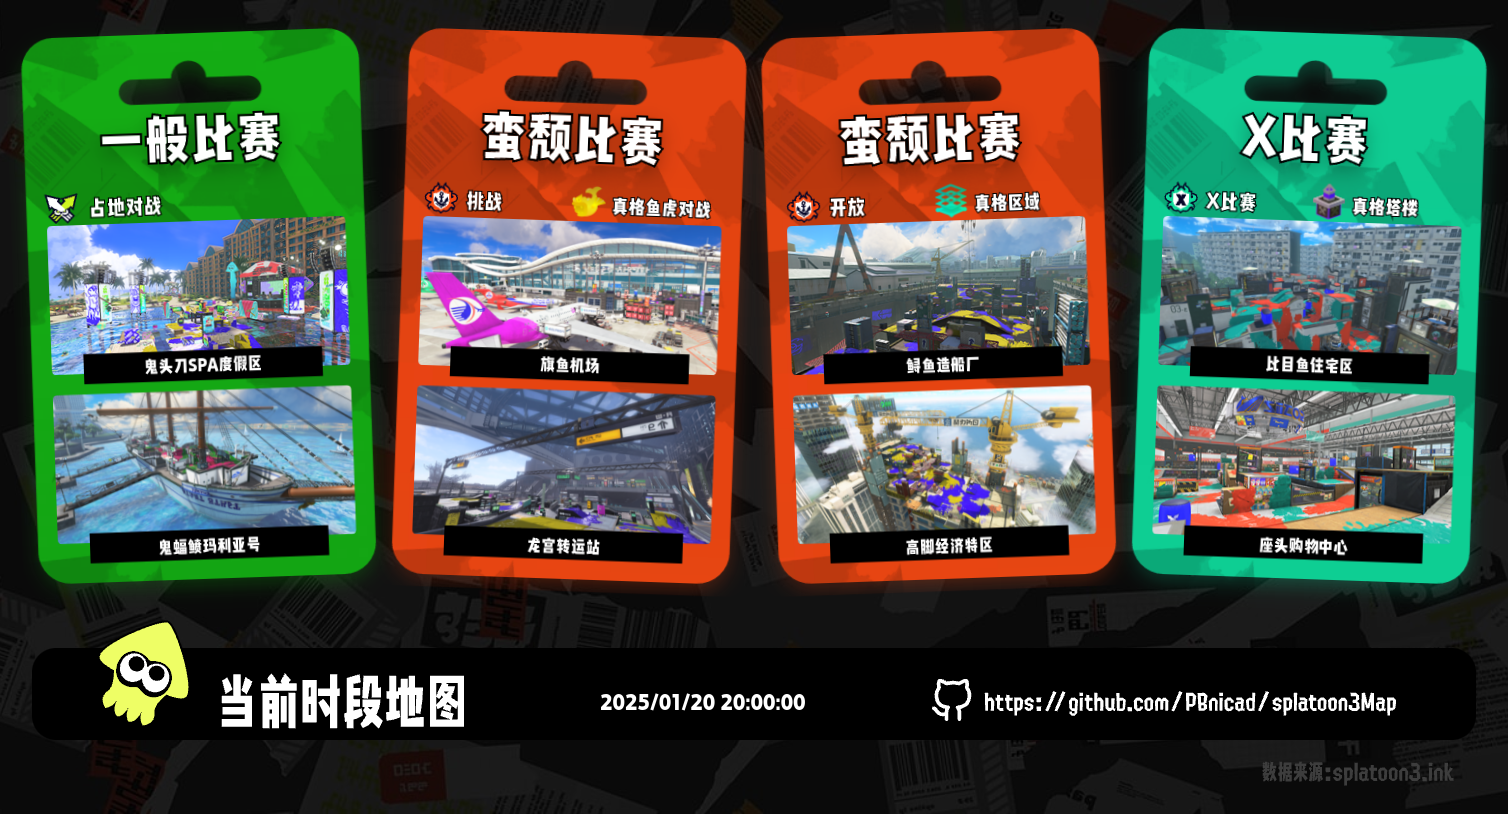 一般比赛
占地对战
鬼头刀SPA度假区
鬼蝠鲼玛利亚号
蛮颓比赛
挑战
真格鱼虎对战
旗鱼机场
龙宫转运站
蛮颓比赛
开放
真格区域
鲟鱼造船厂
高脚经济特区
X比赛
X比赛
真格塔楼
比目鱼住宅区
座头购物中心
当前时段地图
2025/01/20 20:00:00
https://github.com/PBnicad/splatoon3Map
数据来源:splatoon3.ink